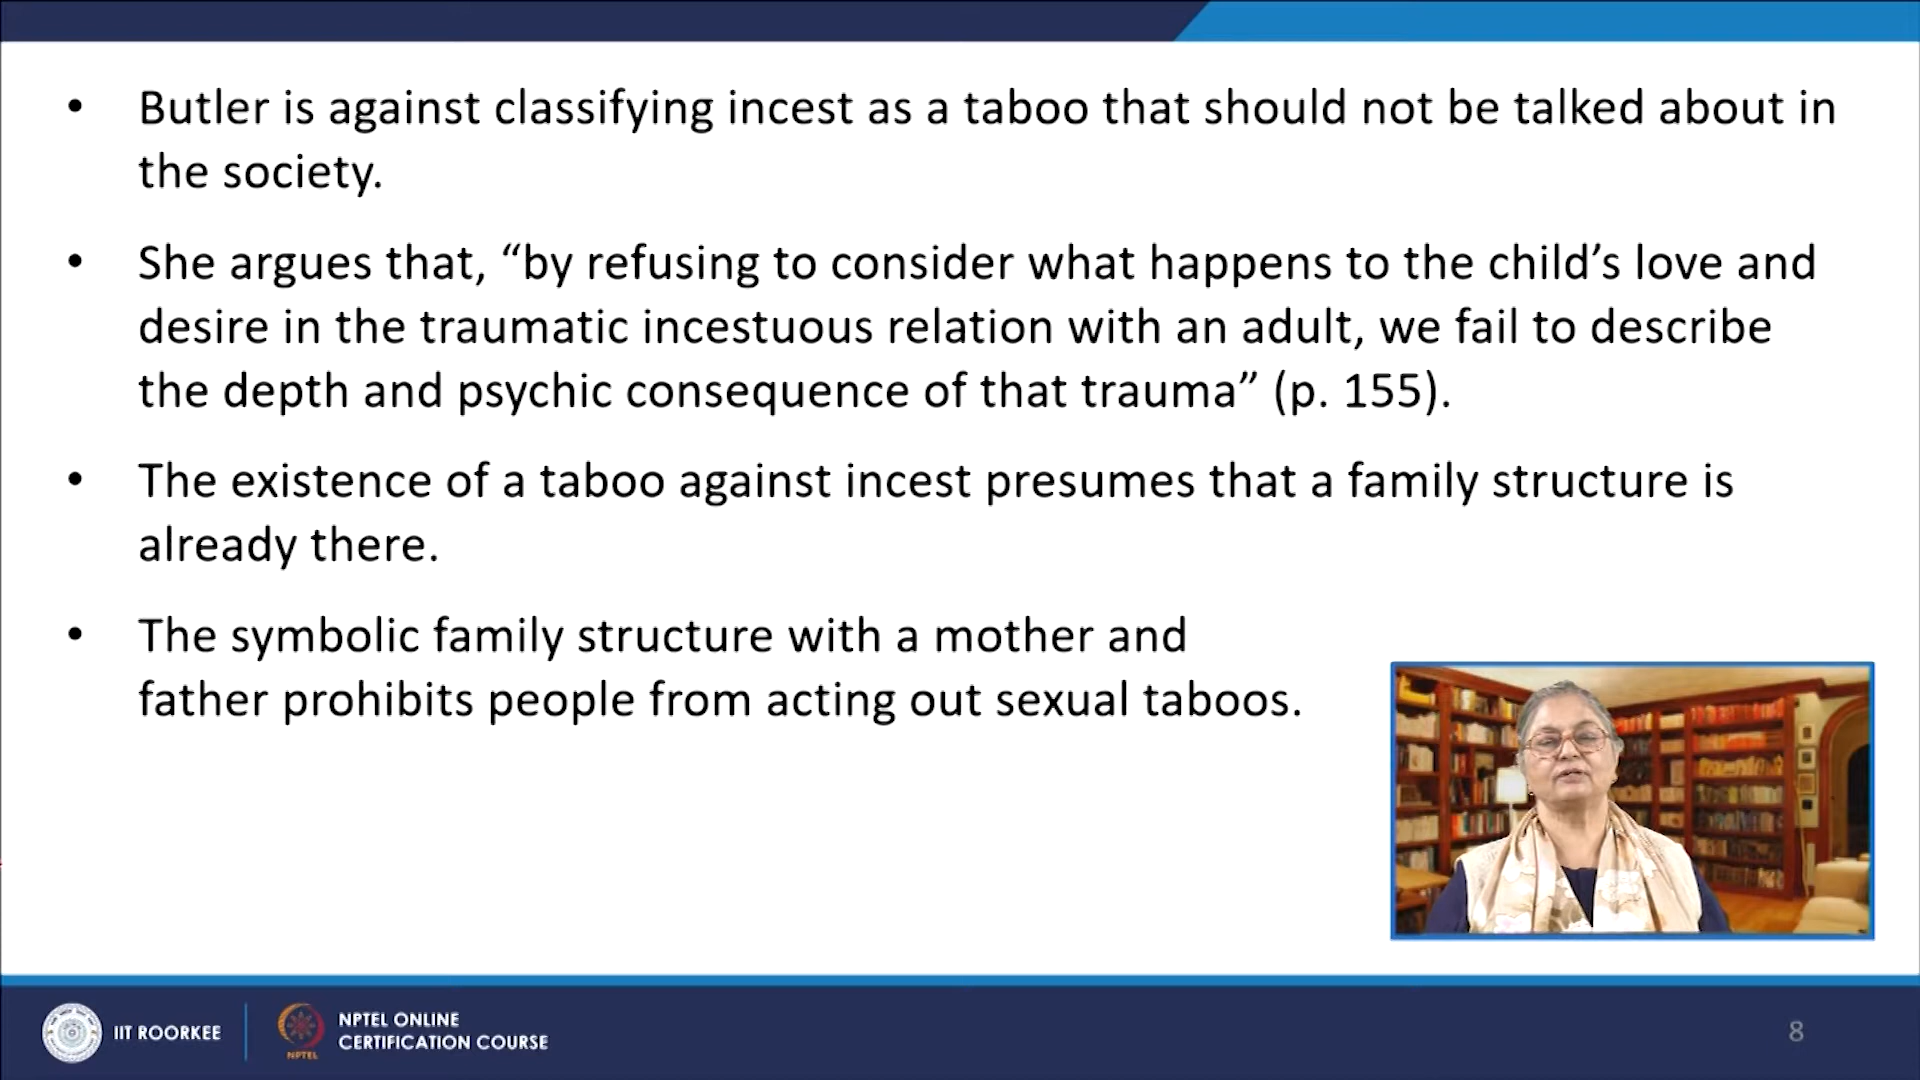 • Butler is against classifying incest as a taboo that should not be talked about in
the society.
• She argues that, “by refusing to consider what happens to the child’s love and
desire in the traumatic incestuous relation with an adult, we fail to describe
the depth and psychic consequence of that trauma” (p. 155).
• The existence of a taboo against incest presumes that a family structure is
already there.
• The symbolic family structure with a mother and
father prohibits people from acting out sexual taboos.
IIT ROORKEE
NPTEL
NPTEL ONLINE
CERTIFICATION COURSE
8